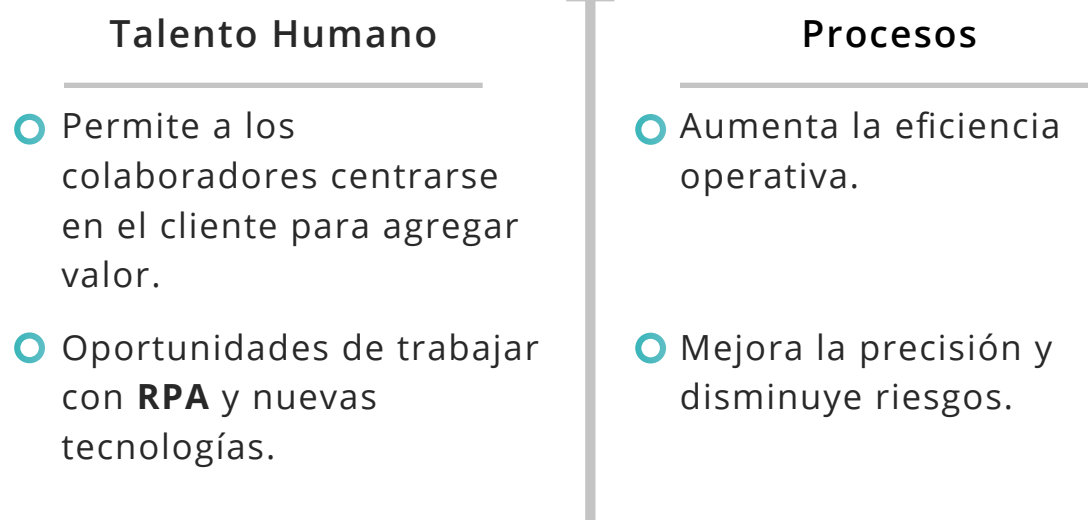 Talento Humano
Permite a los
colaboradores centrarse
en el cliente para agregar
valor.
Oportunidades de trabajar
con RPA y nuevas
tecnologías.
Procesos
Aumenta la eficiencia
operativa.
Mejora la precisión y
disminuye riesgos.